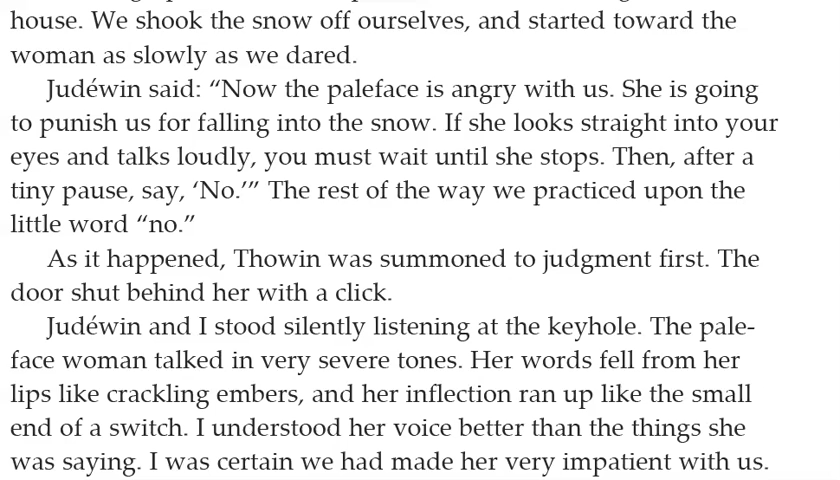 house. We shook the snow off ourselves, and started toward the
woman as slowly as we dared.
Judéwin said: “Now the paleface is angry with us. She is going
to punish us for falling into the snow. If she looks straight into your
eyes and talks loudly, you must wait until she stops. Then, after a
tiny pause, say, ‘No.’” The rest of the way we practiced upon the
little word “no.”
As it happened, Thowin was summoned to judgment first. The
door shut behind her with a click.
Judéwin and I stood silently listening at the keyhole. The pale-
face woman talked in very severe tones. Her words fell from her
lips like crackling embers, and her inflection ran up like the small
end of a switch. I understood her voice better than the things she
was saying. I was certain we had made her very impatient with us.